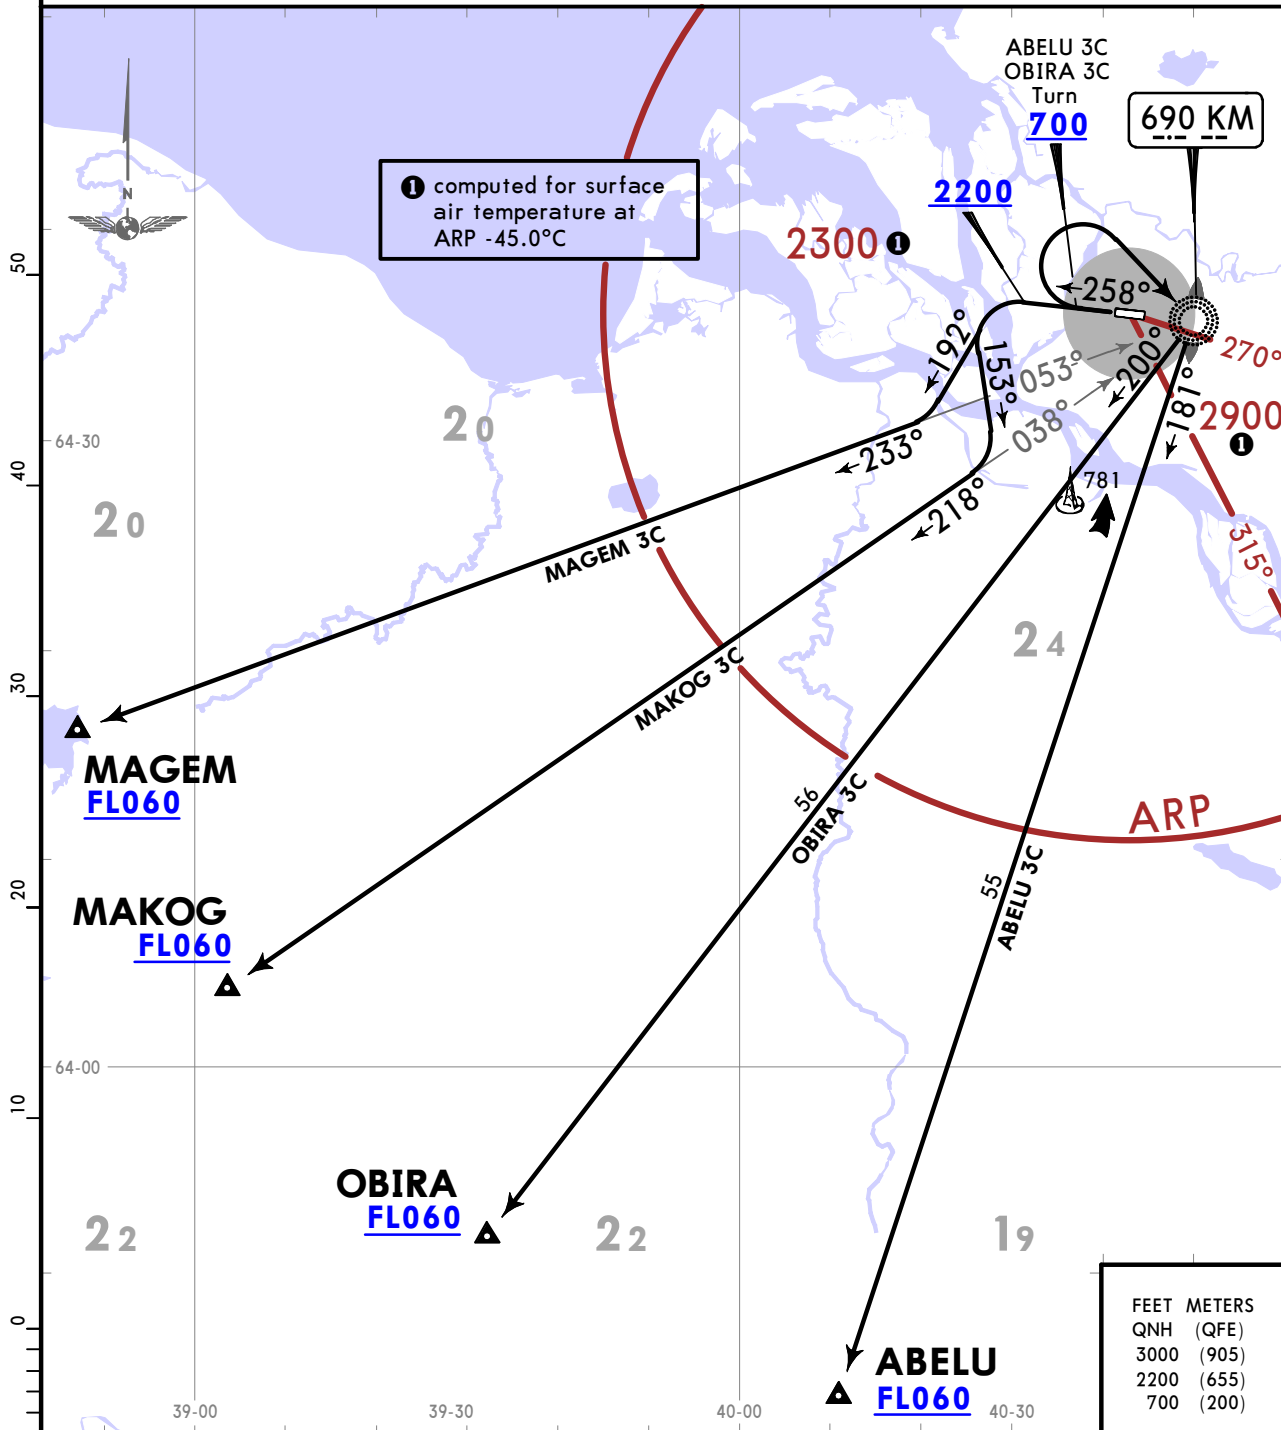 ABELU 3C
OBIRA 3C
Turn
700
690 KM
N
❶ computed for surface
air temperature at
ARP -45.0°C
2200
2300 ❶
258°
270°
192°
153°
053°
038°
200°
181°
2900
❶
50
64-30
20
233°
40
20
218°
781
315°
MAGEM 3C
24
MAKOG 3C
30
MAGEM
FL060
56
OBIRA 3C
ARP
55
ABELU 3C
20
MAKOG
FL060
64-00
10
OBIRA
FL060
22
22
19
0
FEET METERS
QNH (QFE)
3000 (905)
2200 (655)
700 (200)
ABELU
FL060
39-00
39-30
40-00
40-30